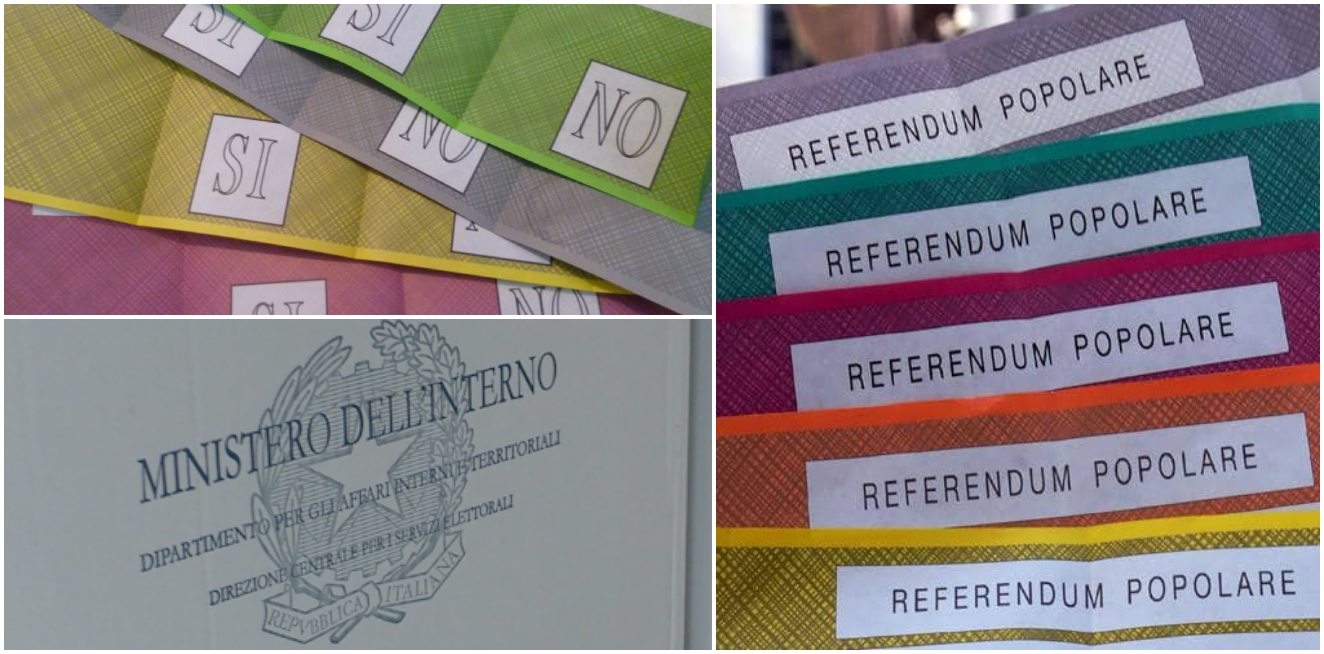 SI
SI
NO
NO
SI
SI
NO
MINISTERO DELL'INTERNO
DIPARTIMENTO PER GLI AFFARI INTERNI E TERRITORIALI
DIREZIONE CENTRALE PER I SERVIZI ELETTORALI
REPVBBLICA ITALIANA
REFERENDUM POPOLARE
REFERENDUM POPOLARE
REFERENDUM POPOLARE
REFERENDUM POPOLARE
REFERENDUM POPOLARE